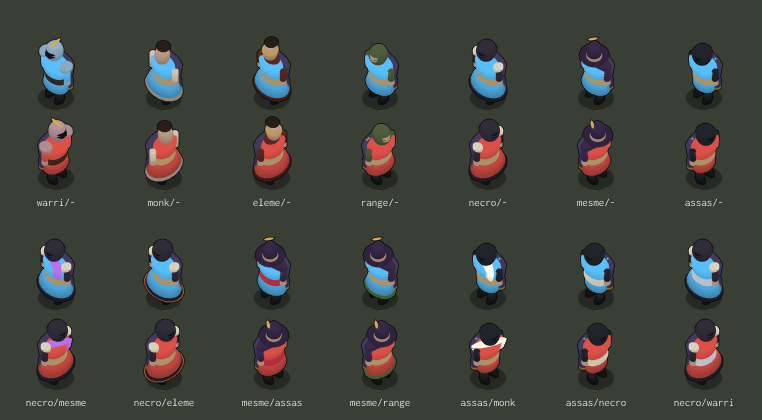 warri/- monk/- eleme/- range/- necro/- mesme/- assas/-
necro/mesme necro/eleme mesme/assas mesme/range assas/monk assas/necro necro/warri